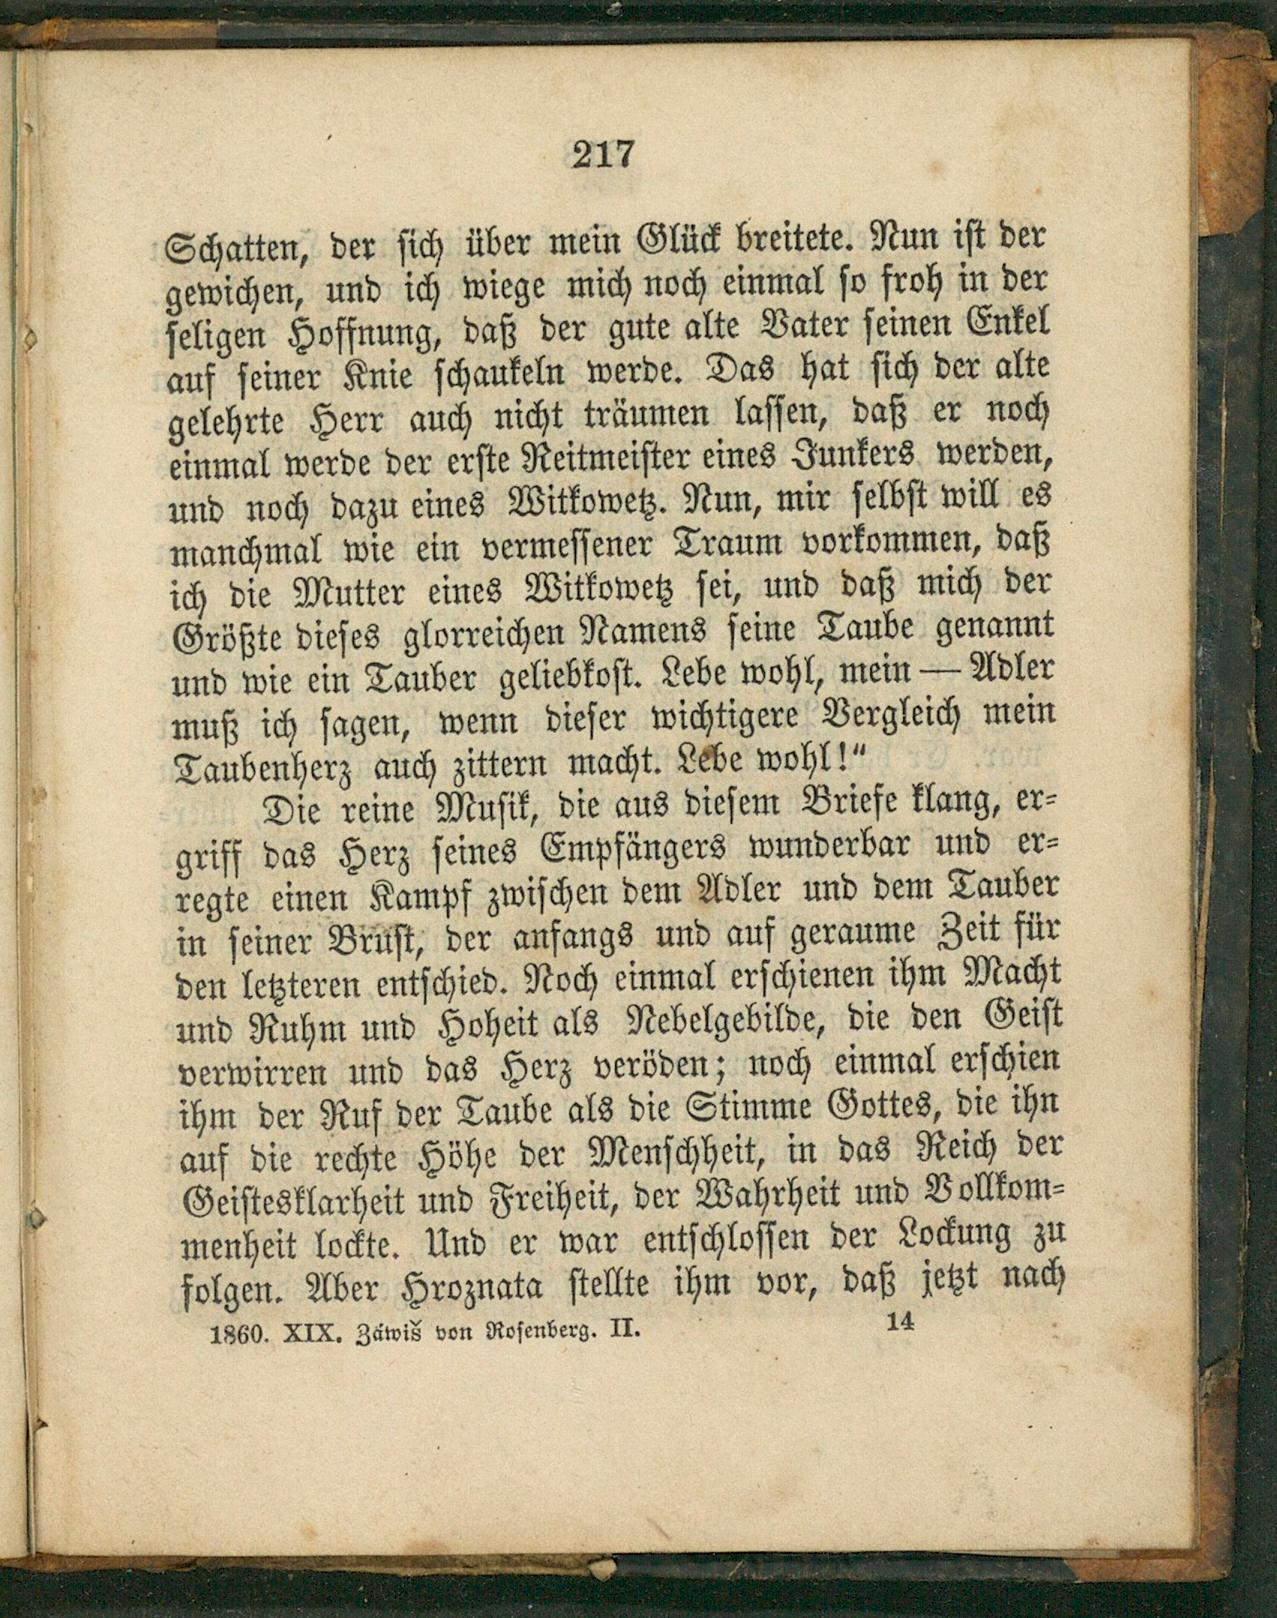 217
Schatten, der sich über mein Glück breitete. Nun ist der
gewichen, und ich wiege mich noch einmal so froh in der
seligen Hoffnung, daß der gute alte Vater seinen Enkel
auf seiner Knie schaukeln werde. Das hat sich der alte
gelehrte Herr auch nicht träumen lassen, daß er noch
einmal werde der erste Reitmeister eines Junkers werden,
und noch dazu eines Witkowetz. Nun, mir selbst will es
manchmal wie ein vermessener Traum vorkommen, daß
ich die Mutter eines Witkowetz sei, und daß mich der
Größte dieses glorreichen Namens seine Taube genannt
und wie ein Tauber geliebkost. Lebe wohl, mein — Adler
muß ich sagen, wenn dieser wichtigere Vergleich mein
Taubenherz auch zittern macht. Lebe wohl!“
Die reine Musik, die aus diesem Briefe klang, er-
griff das Herz seines Empfängers wunderbar und er-
regte einen Kampf zwischen dem Adler und dem Tauber
in seiner Brust, der anfangs und auf geraume Zeit für
den letzteren entschied. Noch einmal erschienen ihm Macht
und Ruhm und Hoheit als Nebelgebilde, die den Geist
verwirren und das Herz veröden; noch einmal erschien
ihm der Ruf der Taube als die Stimme Gottes, die ihn
auf die rechte Höhe der Menschheit, in das Reich der
Geistesklarheit und Freiheit, der Wahrheit und Vollkom-
menheit lockte. Und er war entschlossen der Lockung zu
folgen. Aber Hroznata stellte ihm vor, daß jetzt nach
1860. XIX. Záwiš von Rosenberg. II. 14